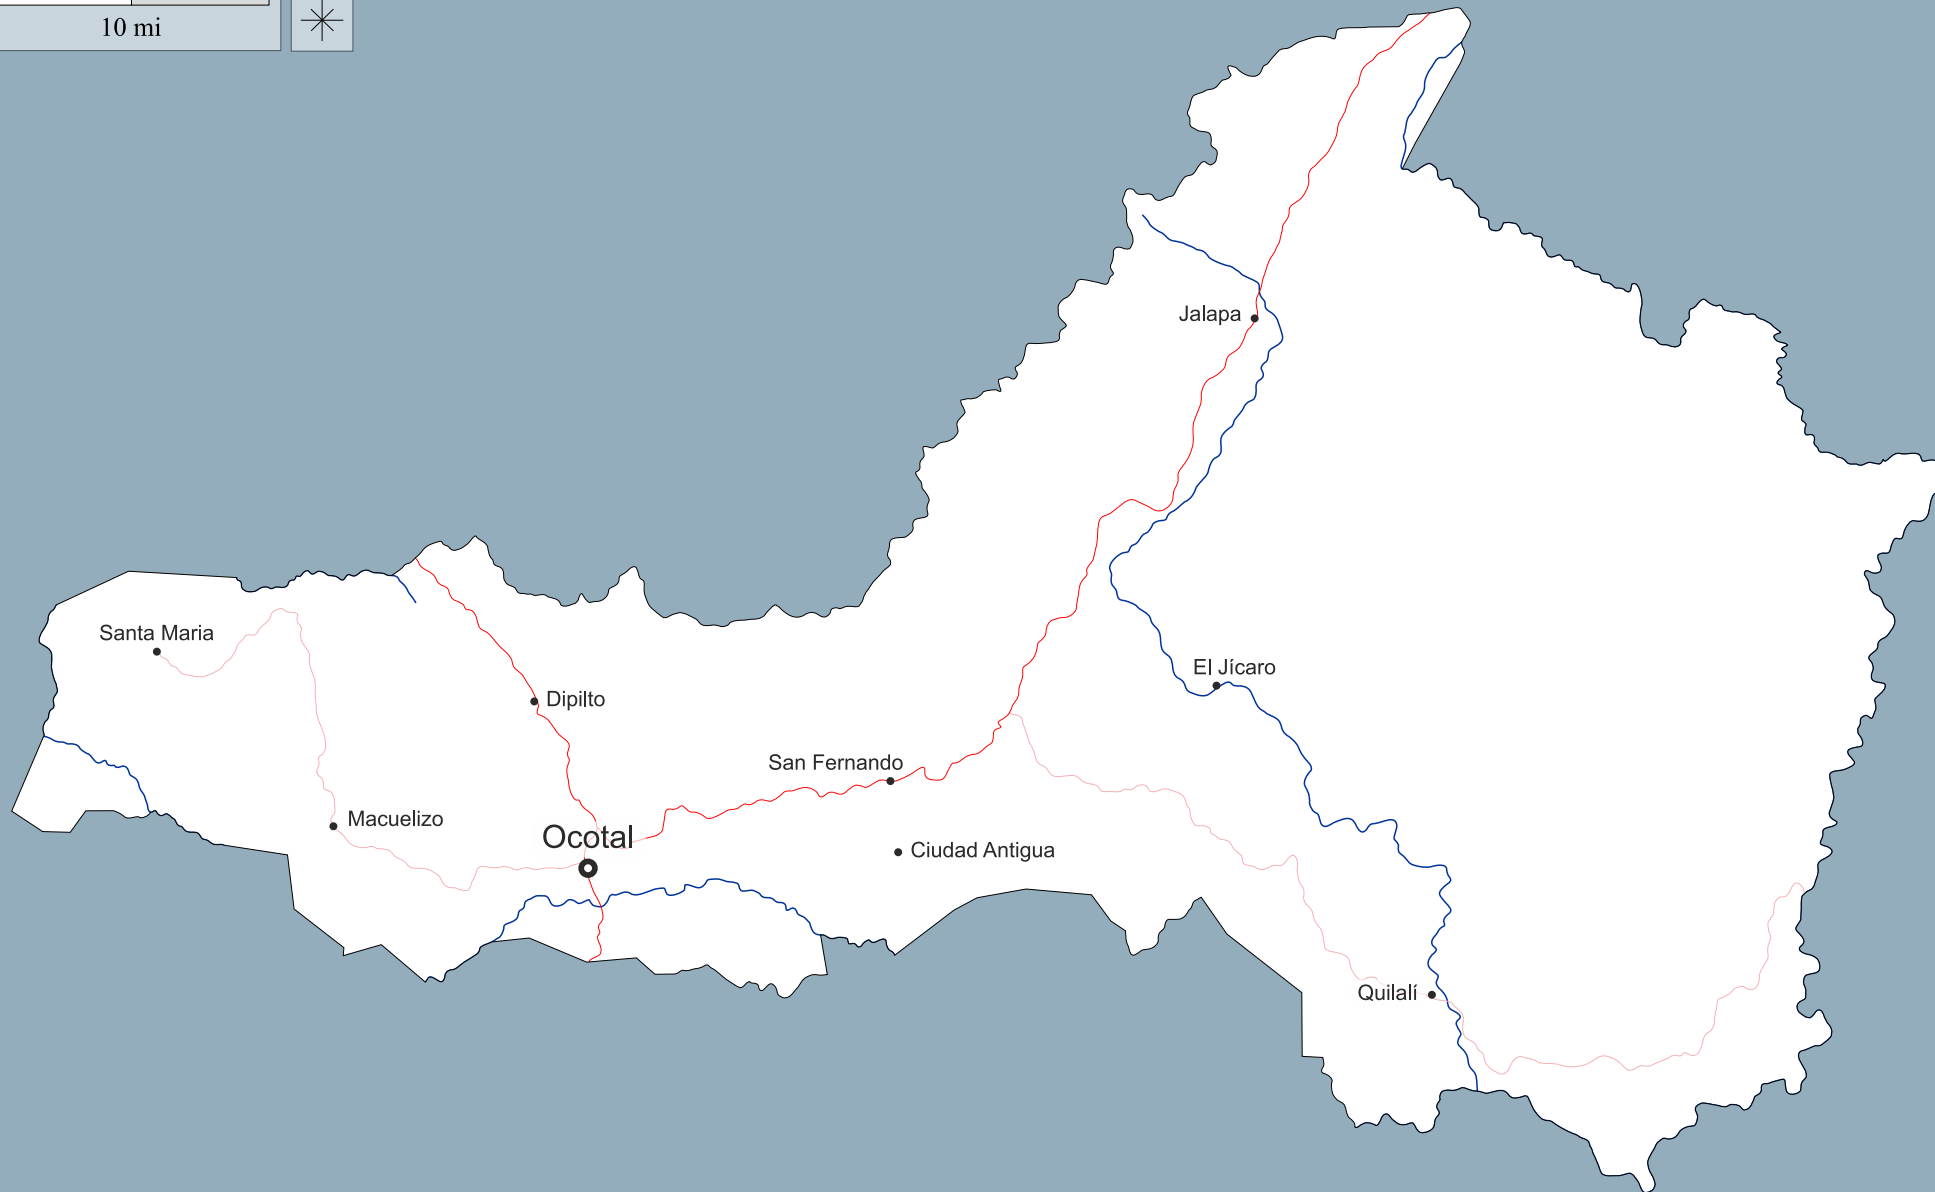 10 mi
Jalapa
Santa Maria
El Jícaro
Dipilto
San Fernando
Macuelizo
Ocotal
Ciudad Antigua
Quilalí